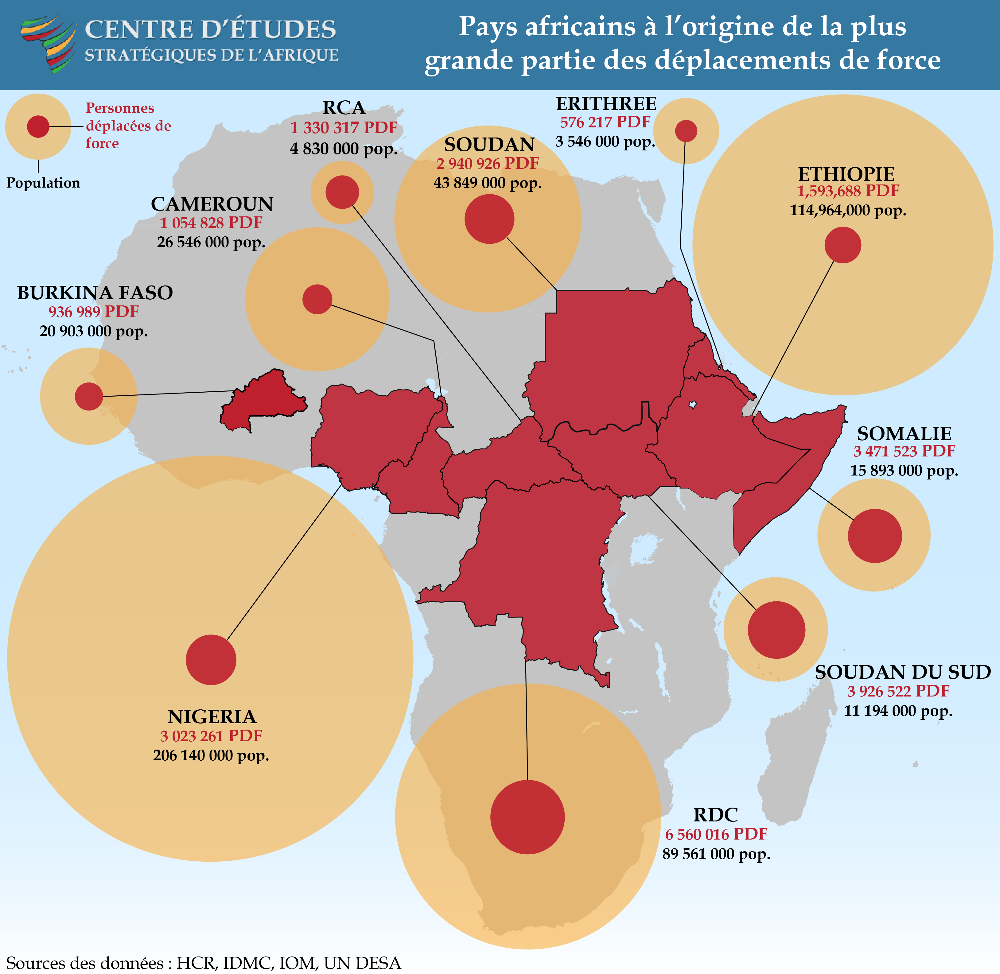 CENTRE D'ÉTUDES
STRATÉGIQUES DE L'AFRIQUE
Pays africains à l'origine de la plus
grande partie des déplacements de force
Personnes
déplacées de
force
Population
RCA
1 330 317 PDF
4 830 000 pop.
ERITHREE
576 217 PDF
3 546 000 pop.
SOUDAN
2 940 926 PDF
43 849 000 pop.
ETHIOPIE
1,593,688 PDF
114,964,000 pop.
CAMEROUN
1 054 828 PDF
26 546 000 pop.
BURKINA FASO
936 989 PDF
20 903 000 pop.
SOMALIE
3 471 523 PDF
15 893 000 pop.
SOUDAN DU SUD
3 926 522 PDF
11 194 000 pop.
NIGERIA
3 023 261 PDF
206 140 000 pop.
RDC
6 560 016 PDF
89 561 000 pop.
Sources des données : HCR, IDMC, IOM, UN DESA